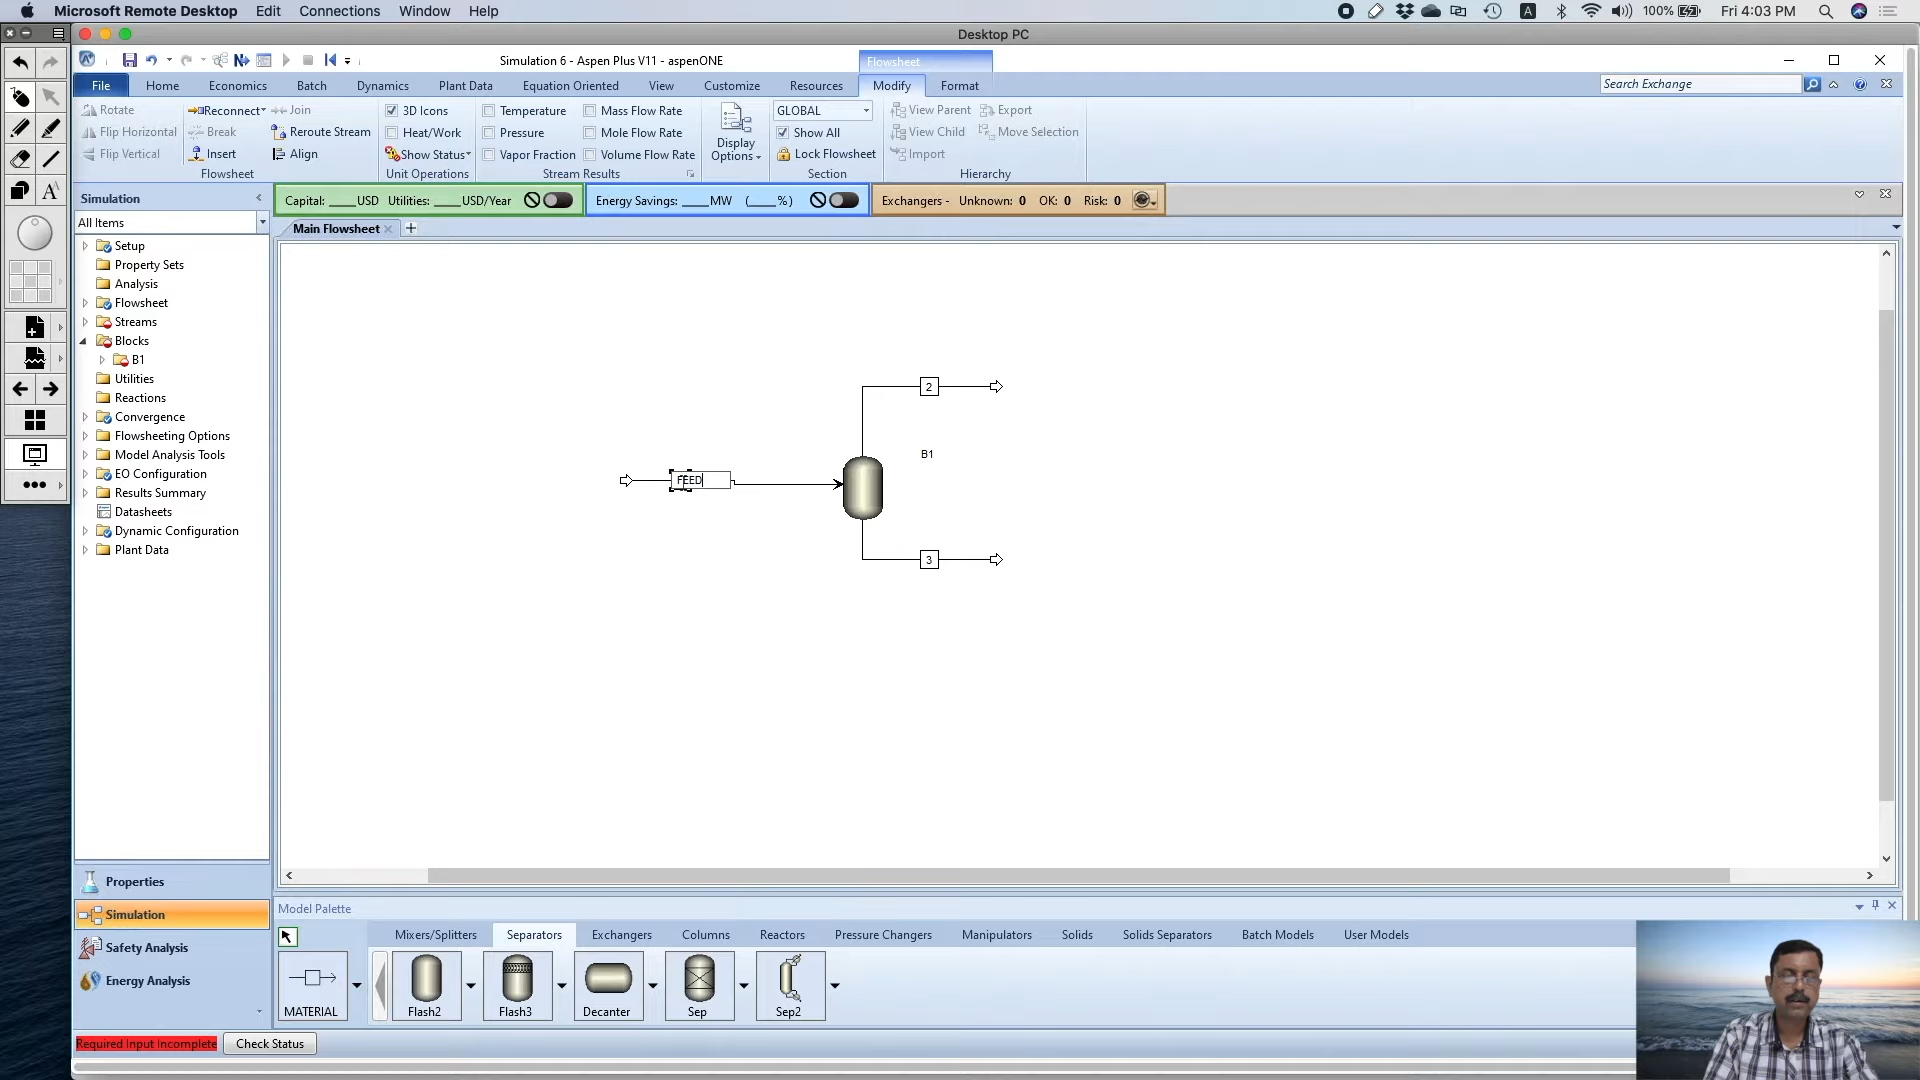 Microsoft Remote Desktop Edit Connections Window Help
100% Fri 4:03 PM
Desktop PC
Simulation 6 - Aspen Plus V11 - aspenONE
Flowsheet
File Home Economics Batch Dynamics Plant Data Equation Oriented View Customize Resources Modify Format
Search Exchange
Rotate Reconnect Join 3D Icons Temperature Mass Flow Rate GLOBAL View Parent Export
Flip Horizontal Break Reroute Stream Heat/Work Pressure Mole Flow Rate Show All View Child Move Selection
Flip Vertical Insert Align Show Status Vapor Fraction Volume Flow Rate Display Options Lock Flowsheet Import
Flowsheet Unit Operations Stream Results Section Hierarchy
Simulation
Capital: ____USD Utilities: ____USD/Year
Energy Savings: ____MW (____%)
Exchangers - Unknown: 0 OK: 0 Risk: 0
All Items
Main Flowsheet
Setup
Property Sets
Analysis
Flowsheet
Streams
Blocks
B1
Utilities
Reactions
Convergence
Flowsheeting Options
Model Analysis Tools
EO Configuration
Results Summary
Datasheets
Dynamic Configuration
Plant Data
2
B1
FEED
3
Properties
Simulation
Safety Analysis
Energy Analysis
Model Palette
Mixers/Splitters Separators Exchangers Columns Reactors Pressure Changers Manipulators Solids Solids Separators Batch Models User Models
MATERIAL Flash2 Flash3 Decanter Sep Sep2
Required Input Incomplete Check Status